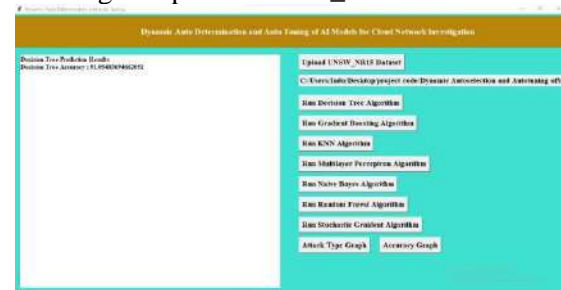 Dynamic Auto Determination and Auto Tuning of AI Models for Cloud Network Investigation
Decision Tree Prediction Results
Decision Tree Accuracy :
Upload UNSW_NB15 Dataset
C:/Users/Info/Desktop/project code/Dynamic Autoselection and Autotuning of
Run Decision Tree Algorithm
Run Gradient Boosting Algorithm
Run KNN Algorithm
Run Multilayer Perceptron Algorithm
Run Naive Bayes Algorithm
Run Random Forest Algorithm
Run Stochastic Gradient Algorithm
Attack Type Graph
Accuracy Graph